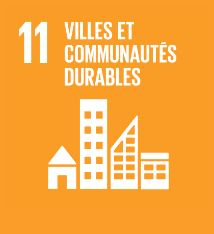 11 VILLES ET
COMMUNAUTÉS
DURABLES